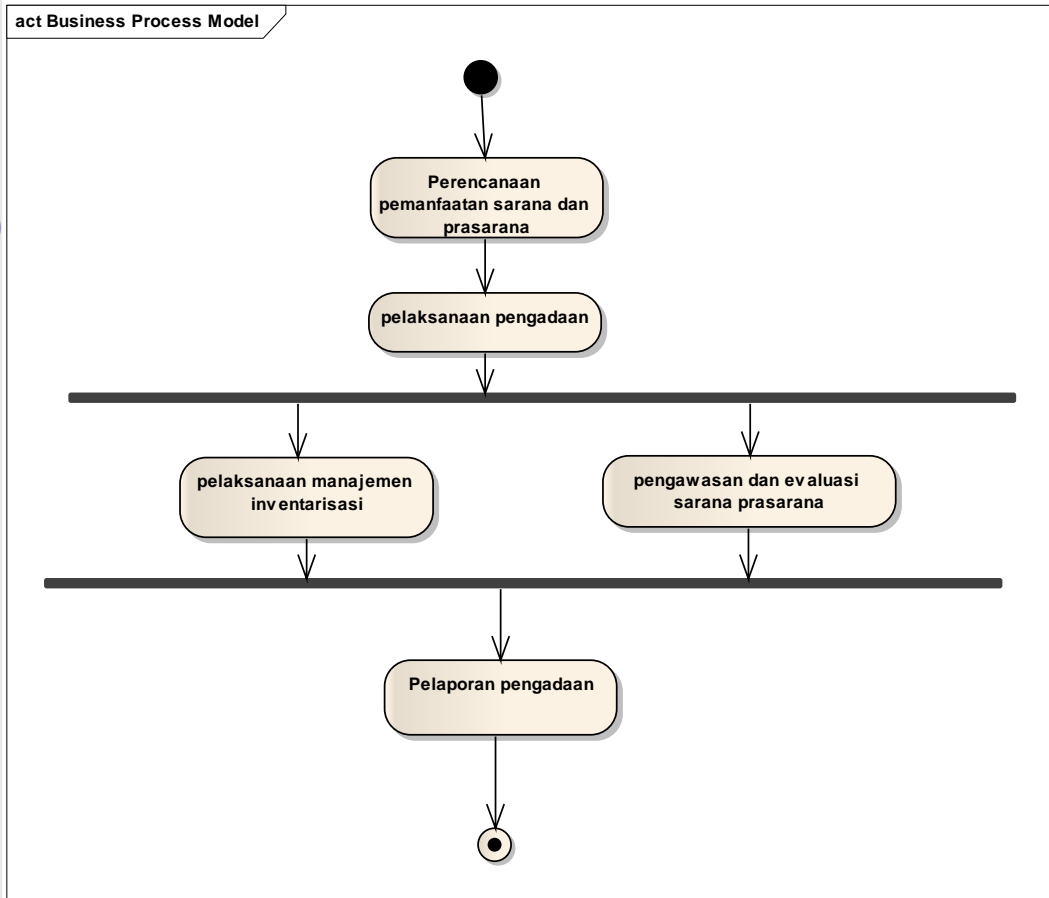 act Business Process Model
Perencanaan
pemanfaatan sarana dan
prasarana
pelaksanaan pengadaan
pelaksanaan manajemen
inventarisasi
pengawasan dan evaluasi
sarana prasarana
Pelaporan pengadaan